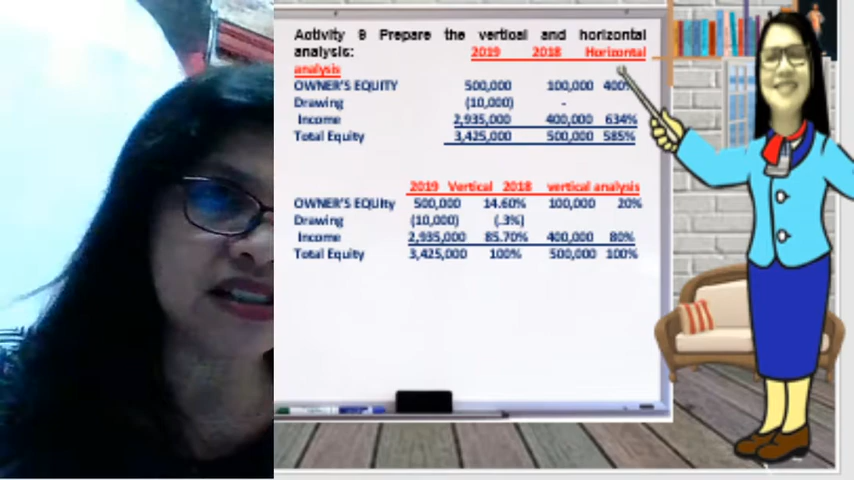 Activity 9 Prepare the vertical and horizontal
analysis: 2019 2018 Horizontal
analysis
OWNER'S EQUITY 500,000 100,000 400%
Drawing (10,000) -
Income 2,935,000 400,000 634%
Total Equity 3,425,000 500,000 585%
2019 Vertical 2018 vertical analysis
OWNER'S EQUIty 500,000 14.60% 100,000 20%
Drawing (10,000) (.3%)
Income 2,935,000 85.70% 400,000 80%
Total Equity 3,425,000 100% 500,000 100%